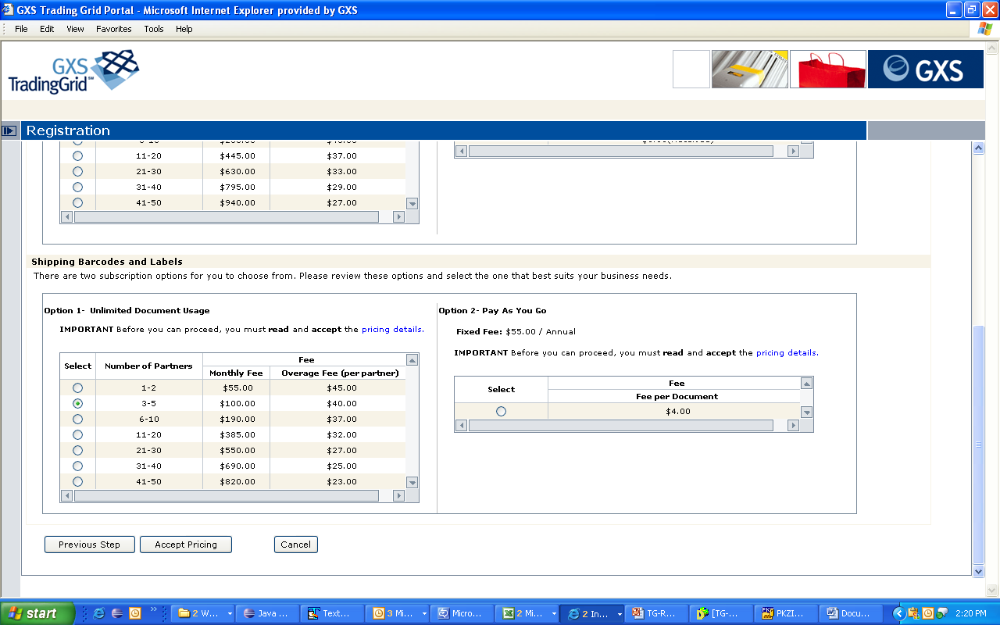 GXS Trading Grid Portal - Microsoft Internet Explorer provided by GXS
File Edit View Favorites Tools Help
GXS
TradingGrid℠
GXS
Registration
11-20 $445.00 $37.00
21-30 $630.00 $33.00
31-40 $795.00 $29.00
41-50 $940.00 $27.00
Shipping Barcodes and Labels
There are two subscription options for you to choose from. Please review these options and select the one that best suits your business needs.
Option 1- Unlimited Document Usage
IMPORTANT Before you can proceed, you must read and accept the pricing details.
Select Number of Partners Fee
Monthly Fee Overage Fee (per partner)
1-2 $55.00 $45.00
3-5 $100.00 $40.00
6-10 $190.00 $37.00
11-20 $385.00 $32.00
21-30 $550.00 $27.00
31-40 $690.00 $25.00
41-50 $820.00 $23.00
Option 2- Pay As You Go
Fixed Fee: $55.00 / Annual
IMPORTANT Before you can proceed, you must read and accept the pricing details.
Select Fee
Fee per Document
$4.00
Previous Step Accept Pricing Cancel
start 2 W... Java ... Text... 3 Mi... Micro... 2 Mi... 2 In... TG-R... [TG-... PKZI... Docu... 2:20 PM